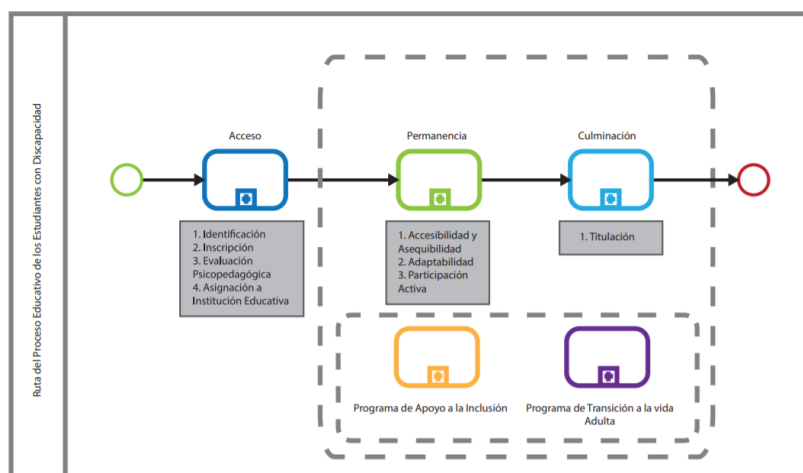 Ruta del Proceso Educativo de los Estudiantes con Discapacidad
Acceso
Permanencia
Culminación
1. Identificación
2. Inscripción
3. Evaluación
Psicopedagógica
4. Asignación a
Institución Educativa
1. Accesibilidad y
Asequibilidad
2. Adaptabilidad
3. Participación
Activa
1. Titulación
Programa de Apoyo a la Inclusión
Programa de Transición a la vida
Adulta